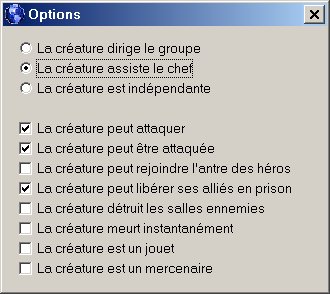 Options
La créature dirige le groupe
La créature assiste le chef
La créature est indépendante
La créature peut attaquer
La créature peut être attaquée
La créature peut rejoindre l'antre des héros
La créature peut libérer ses alliés en prison
La créature détruit les salles ennemies
La créature meurt instantanément
La créature est un jouet
La créature est un mercenaire